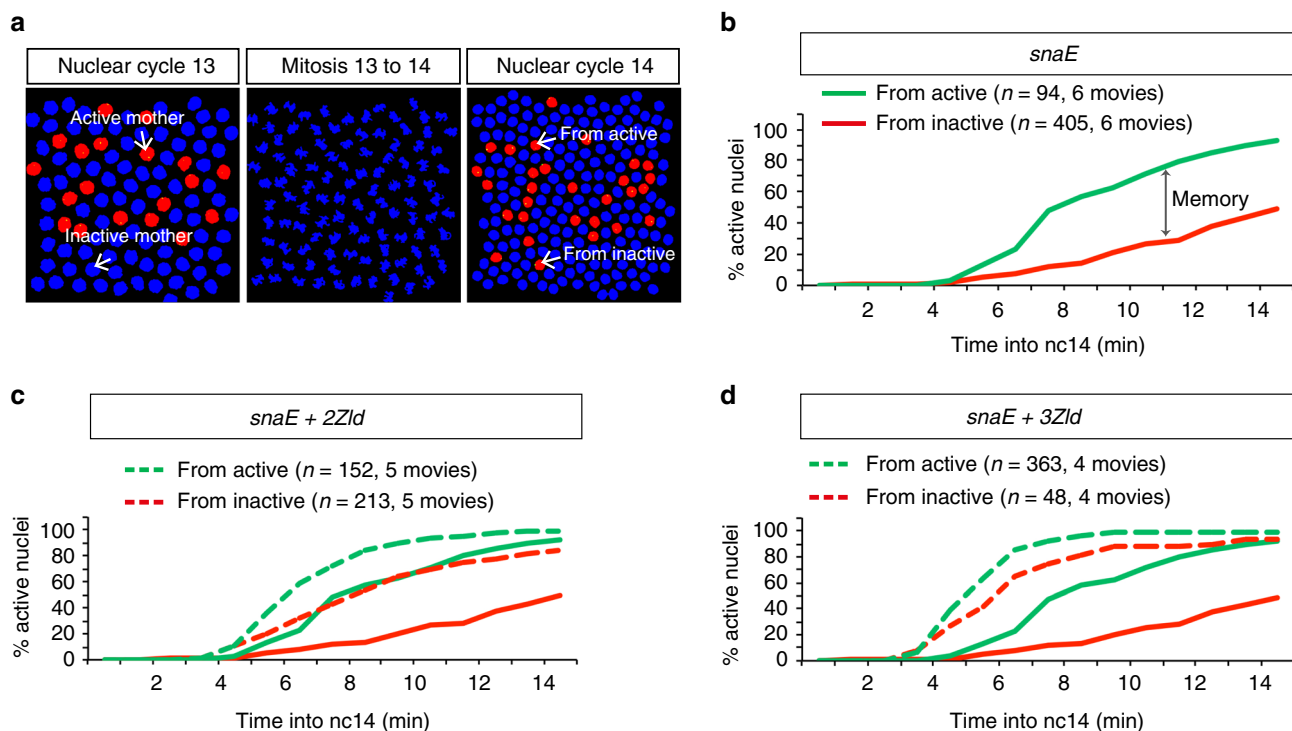 a
Nuclear cycle 13
Mitosis 13 to 14
Nuclear cycle 14
Active mother
Inactive mother
From active
From inactive
b
snaE
From active (n = 94, 6 movies)
From inactive (n = 405, 6 movies)
100
80
60
40
20
0
Memory
2 4 6 8 10 12 14
% active nuclei
Time into nc14 (min)
c
snaE + 2Zld
From active (n = 152, 5 movies)
From inactive (n = 213, 5 movies)
100
80
60
40
20
0
2 4 6 8 10 12 14
% active nuclei
Time into nc14 (min)
d
snaE + 3Zld
From active (n = 363, 4 movies)
From inactive (n = 48, 4 movies)
100
80
60
40
20
0
2 4 6 8 10 12 14
% active nuclei
Time into nc14 (min)